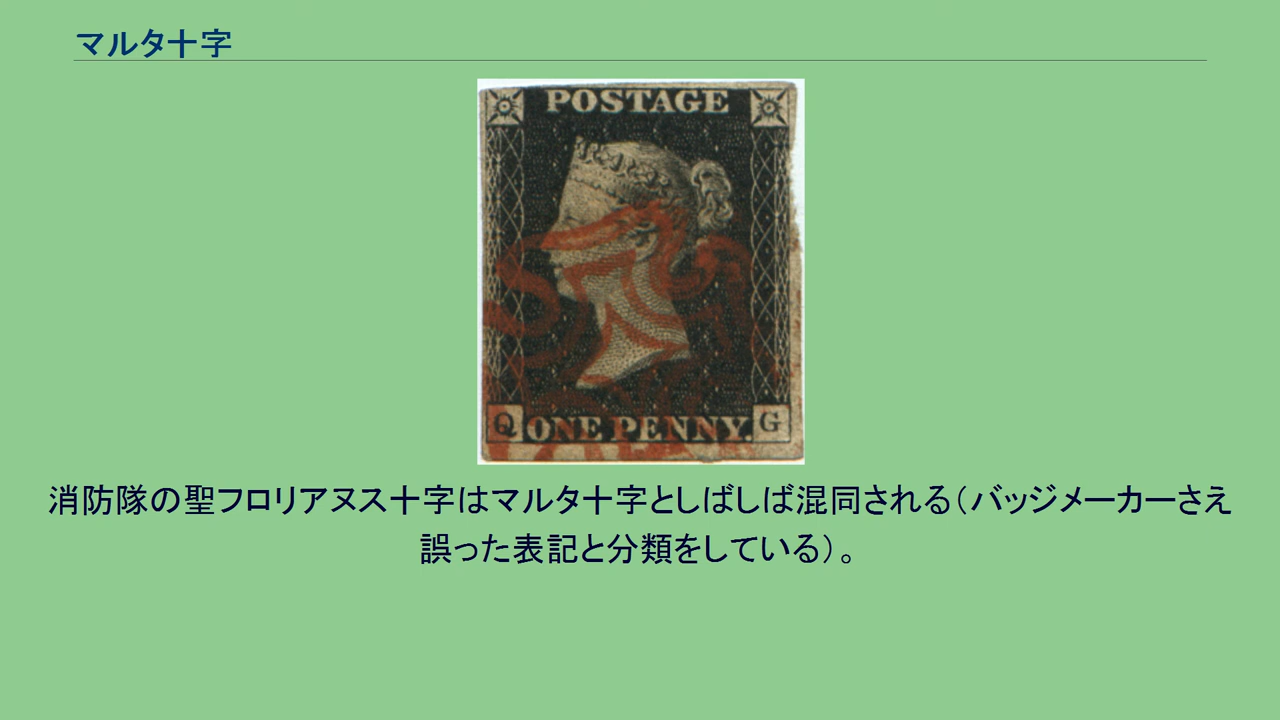 マルタ十字
POSTAGE
Q ONE PENNY. G
消防隊の聖フロリアヌス十字はマルタ十字としばしば混同される（バッジメーカーさえ
誤った表記と分類をしている）。